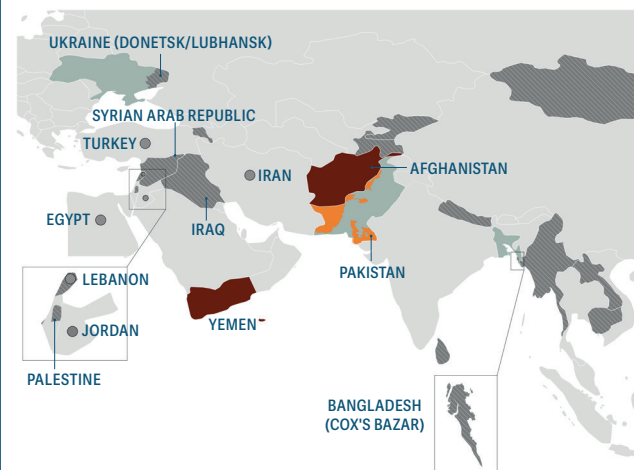 UKRAINE (DONETSK/LUBHANSK)
SYRIAN ARAB REPUBLIC
TURKEY
IRAN
AFGHANISTAN
EGYPT
IRAQ
PAKISTAN
LEBANON
JORDAN
YEMEN
PALESTINE
BANGLADESH
(COX'S BAZAR)